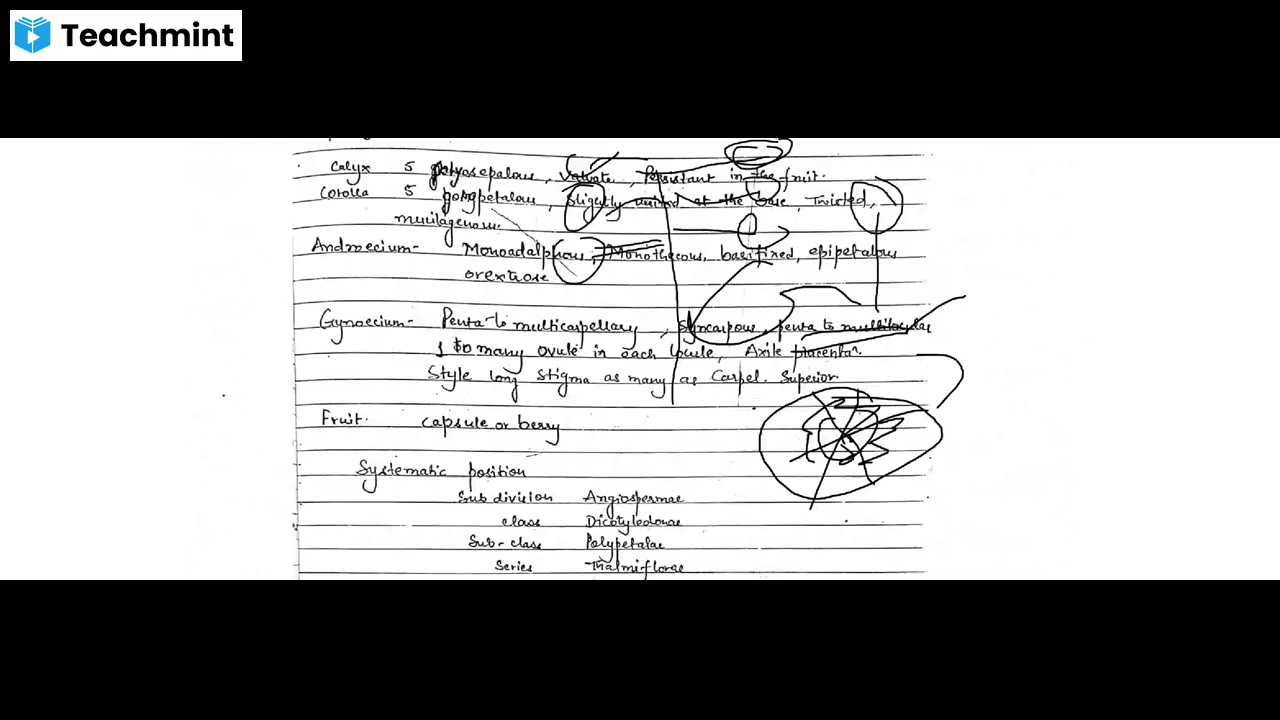 Teachmint
Calyx 5 polysepalous, Valvate, Persistant in the fruit.
Corolla 5 polypetalous, Slightly united at the base, Twisted,
mucilagenous.
Androecium- Monoadalphous, Monothecous, basifixed, epipetalous
orextrose
Gynoecium- Penta to multicarpellary, Syncarpous, penta to multilocular
1 to many ovule in each locule, Axile placenta.
Style long Stigma as many as Carpel. Superior
Fruit. capsule or berry
Systematic position
Sub division Angiospermae
class Dicotyledonae
Sub-class Polypetalae
Series Thalmiflorae